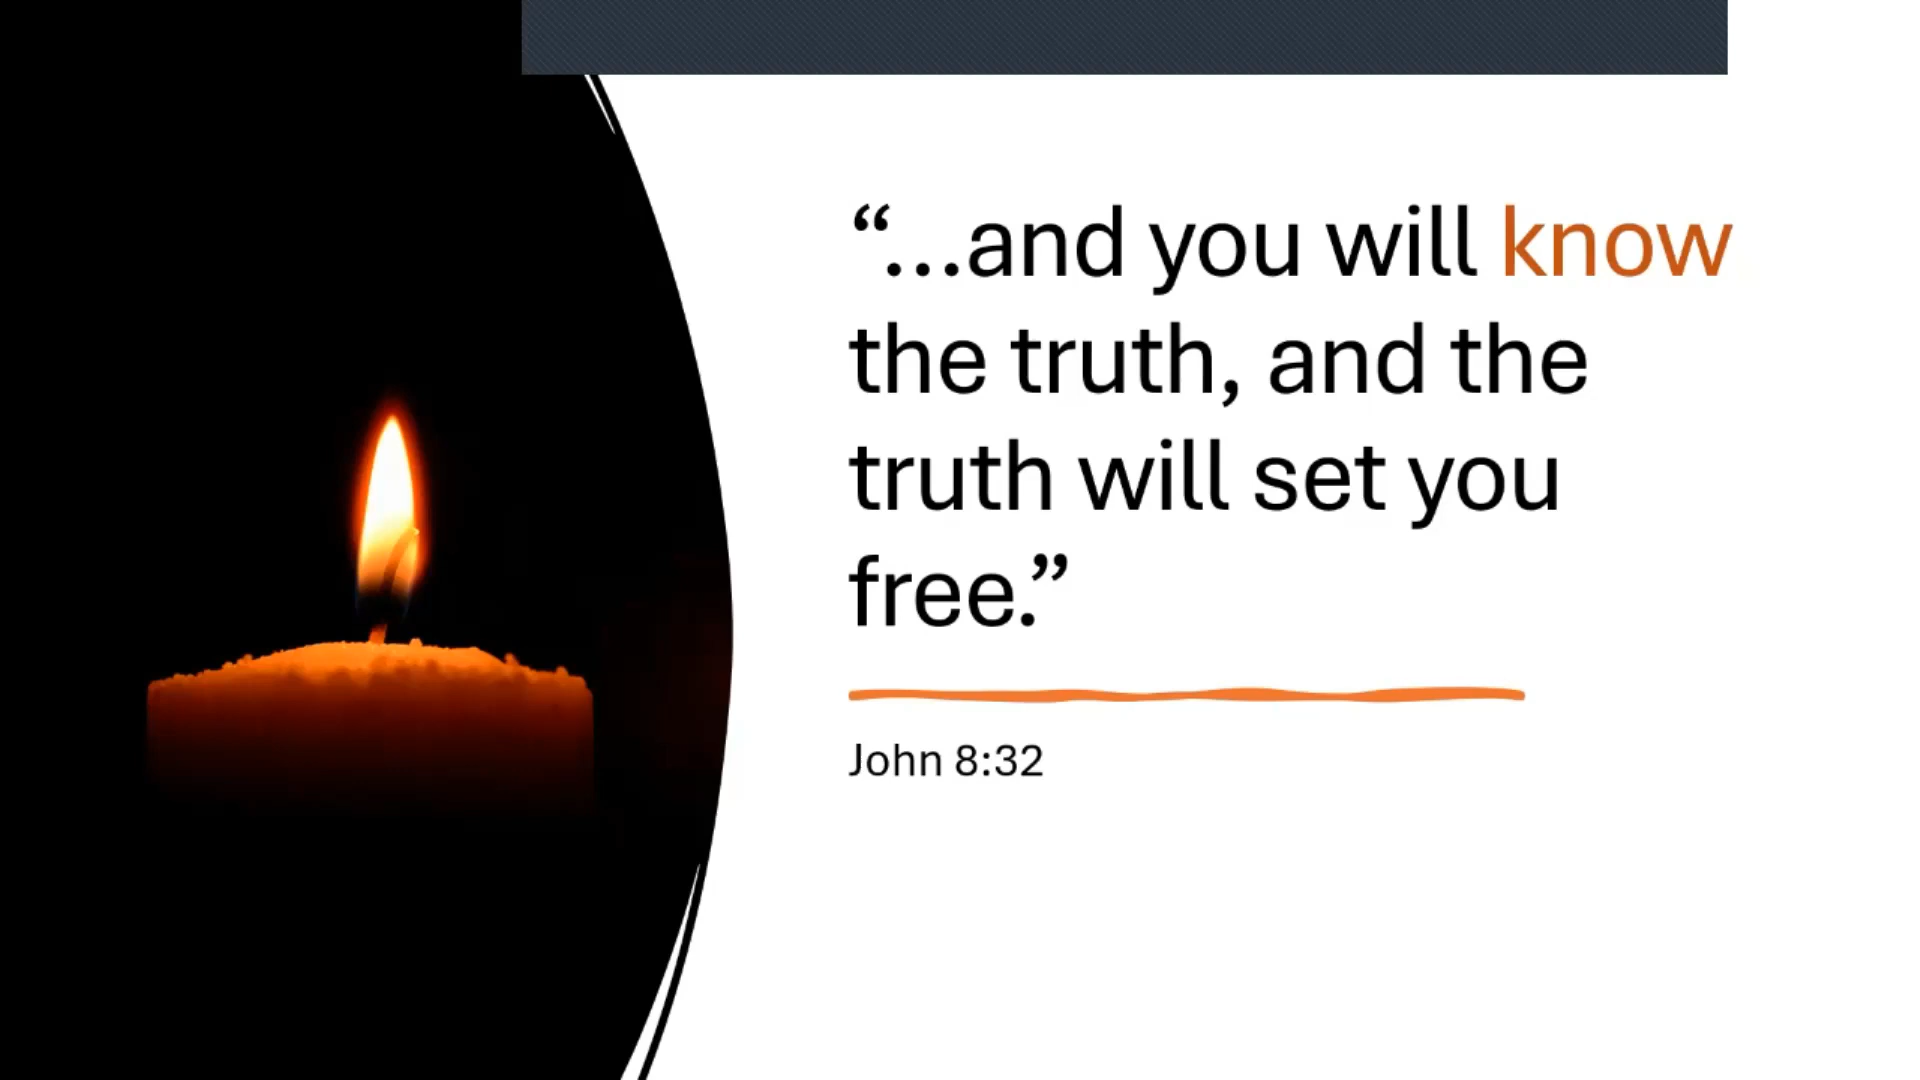 “...and you will know
the truth, and the
truth will set you
free.”
John 8:32